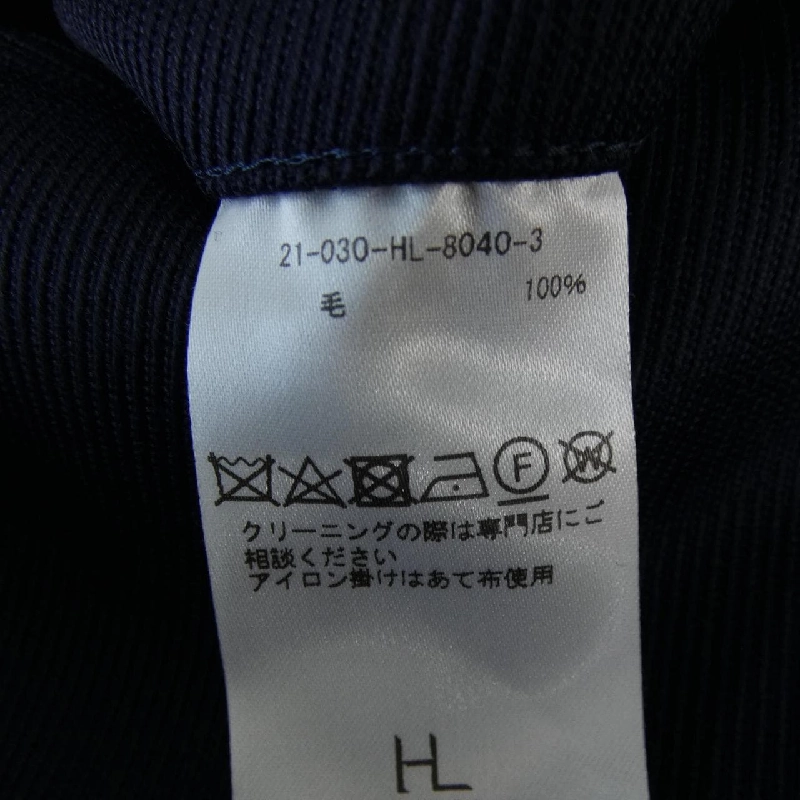 21-030-HL-8040-3
毛 100%
F W
クリーニングの際は専門店にご
相談ください
アイロン掛けはあて布使用
HL